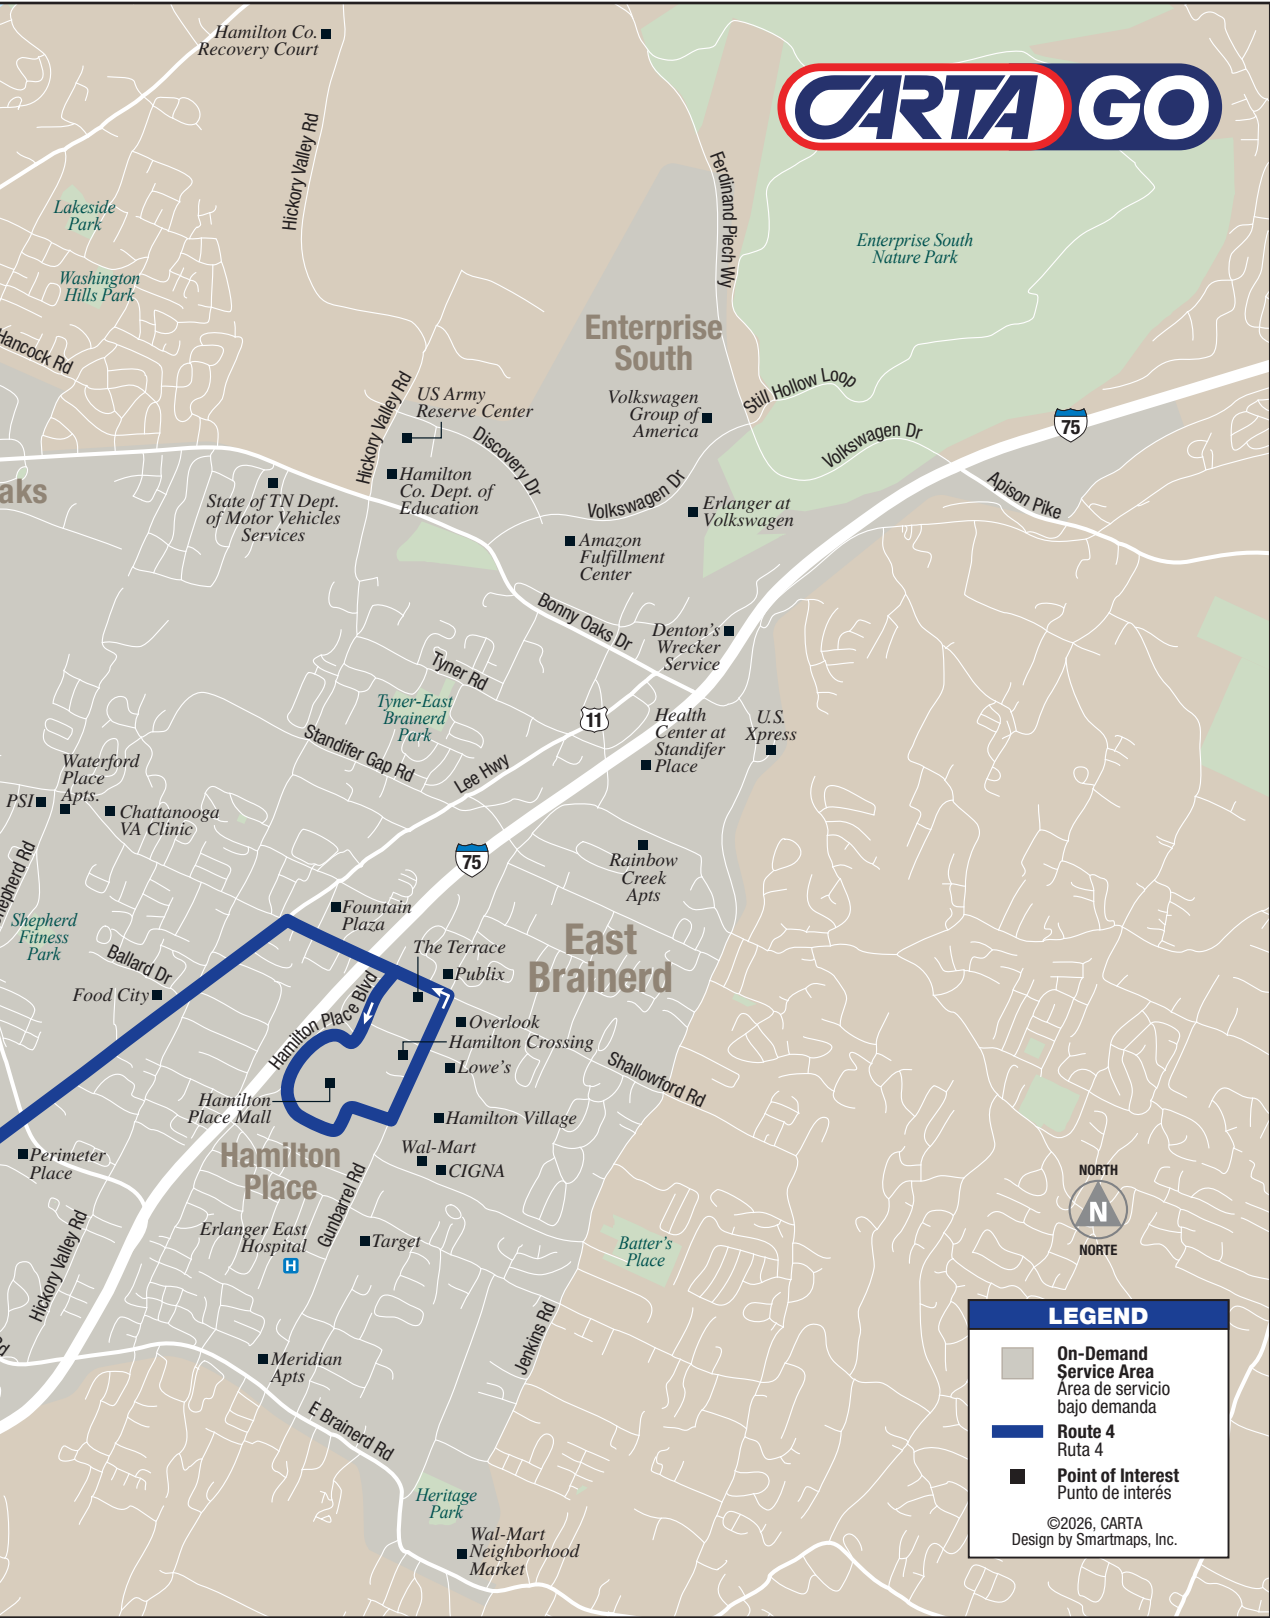 Hamilton Co.
Recovery Court
CARTA GO
Hickory Valley Rd
Ferdinand Piech Wy
Lakeside
Park
Enterprise South
Nature Park
Washington
Hills Park
Hancock Rd
Enterprise
South
Still Hollow Loop
Hickory Valley Rd
US Army
Reserve Center
Volkswagen
Group of
America
75
Volkswagen Dr
Discovery Dr
Apison Pike
aks
State of TN Dept.
of Motor Vehicles
Services
Hamilton
Co. Dept. of
Education
Volkswagen Dr
Erlanger at
Volkswagen
Amazon
Fulfillment
Center
Bonny Oaks Dr
Denton's
Wrecker
Service
Tyner Rd
Tyner-East
Brainerd
Park
11
Health
Center at
Standifer
Place
U.S.
Xpress
Standifer Gap Rd
Lee Hwy
Waterford
Place
Apts.
PSI
Chattanooga
VA Clinic
75
Rainbow
Creek
Apts
hepherd Rd
Shepherd
Fitness
Park
Fountain
Plaza
East
Brainerd
The Terrace
Publix
Ballard Dr
Food City
Hamilton Place Blvd
Overlook
Hamilton Crossing
Lowe's
Shallowford Rd
Hamilton
Place Mall
Hamilton Village
Hamilton
Place
Wal-Mart
CIGNA
Perimeter
Place
Gunbarrel Rd
Hickory Valley Rd
Erlanger East
Hospital
H
Target
Batter's
Place
NORTH
N
NORTE
Rd
Jenkins Rd
Meridian
Apts
E Brainerd Rd
Heritage
Park
Wal-Mart
Neighborhood
Market
LEGEND
On-Demand
Service Area
Área de servicio
bajo demanda
Route 4
Ruta 4
Point of Interest
Punto de interés
©2026, CARTA
Design by Smartmaps, Inc.